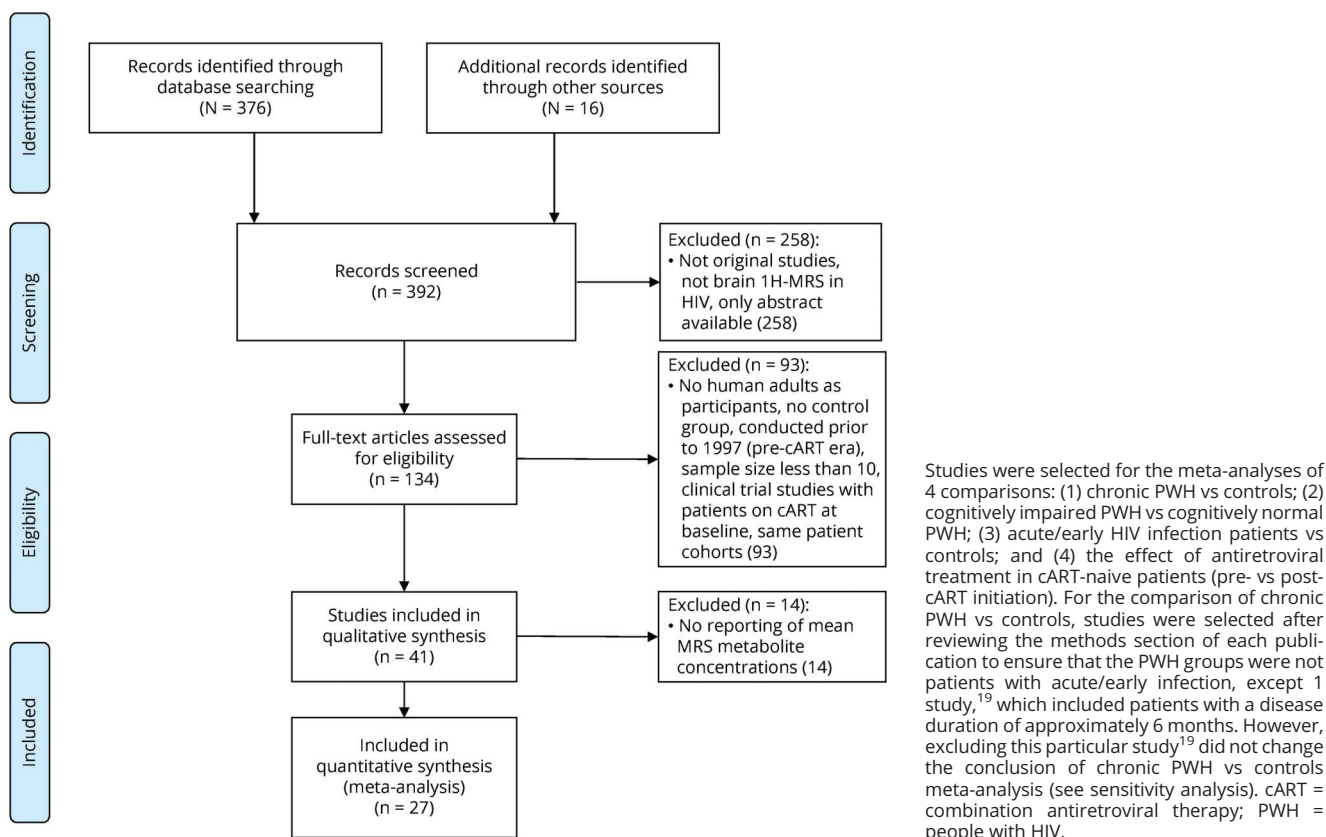 Identification
Records identified through
database searching
(N = 376)
Additional records identified
through other sources
(N = 16)
Screening
Records screened
(n = 392)
Excluded (n = 258):
• Not original studies,
not brain 1H-MRS in
HIV, only abstract
available (258)
Eligibility
Full-text articles assessed
for eligibility
(n = 134)
Excluded (n = 93):
• No human adults as
participants, no control
group, conducted prior
to 1997 (pre-cART era),
sample size less than 10,
clinical trial studies with
patients on cART at
baseline, same patient
cohorts (93)
Studies included in
qualitative synthesis
(n = 41)
Excluded (n = 14):
• No reporting of mean
MRS metabolite
concentrations (14)
Included
Included in
quantitative synthesis
(meta-analysis)
(n = 27)
Studies were selected for the meta-analyses of
4 comparisons: (1) chronic PWH vs controls; (2)
cognitively impaired PWH vs cognitively normal
PWH; (3) acute/early HIV infection patients vs
controls; and (4) the effect of antiretroviral
treatment in cART-naive patients (pre- vs post-
cART initiation). For the comparison of chronic
PWH vs controls, studies were selected after
reviewing the methods section of each publi-
cation to ensure that the PWH groups were not
patients with acute/early infection, except 1
study,19 which included patients with a disease
duration of approximately 6 months. However,
excluding this particular study19 did not change
the conclusion of chronic PWH vs controls
meta-analysis (see sensitivity analysis). cART =
combination antiretroviral therapy; PWH =
people with HIV.